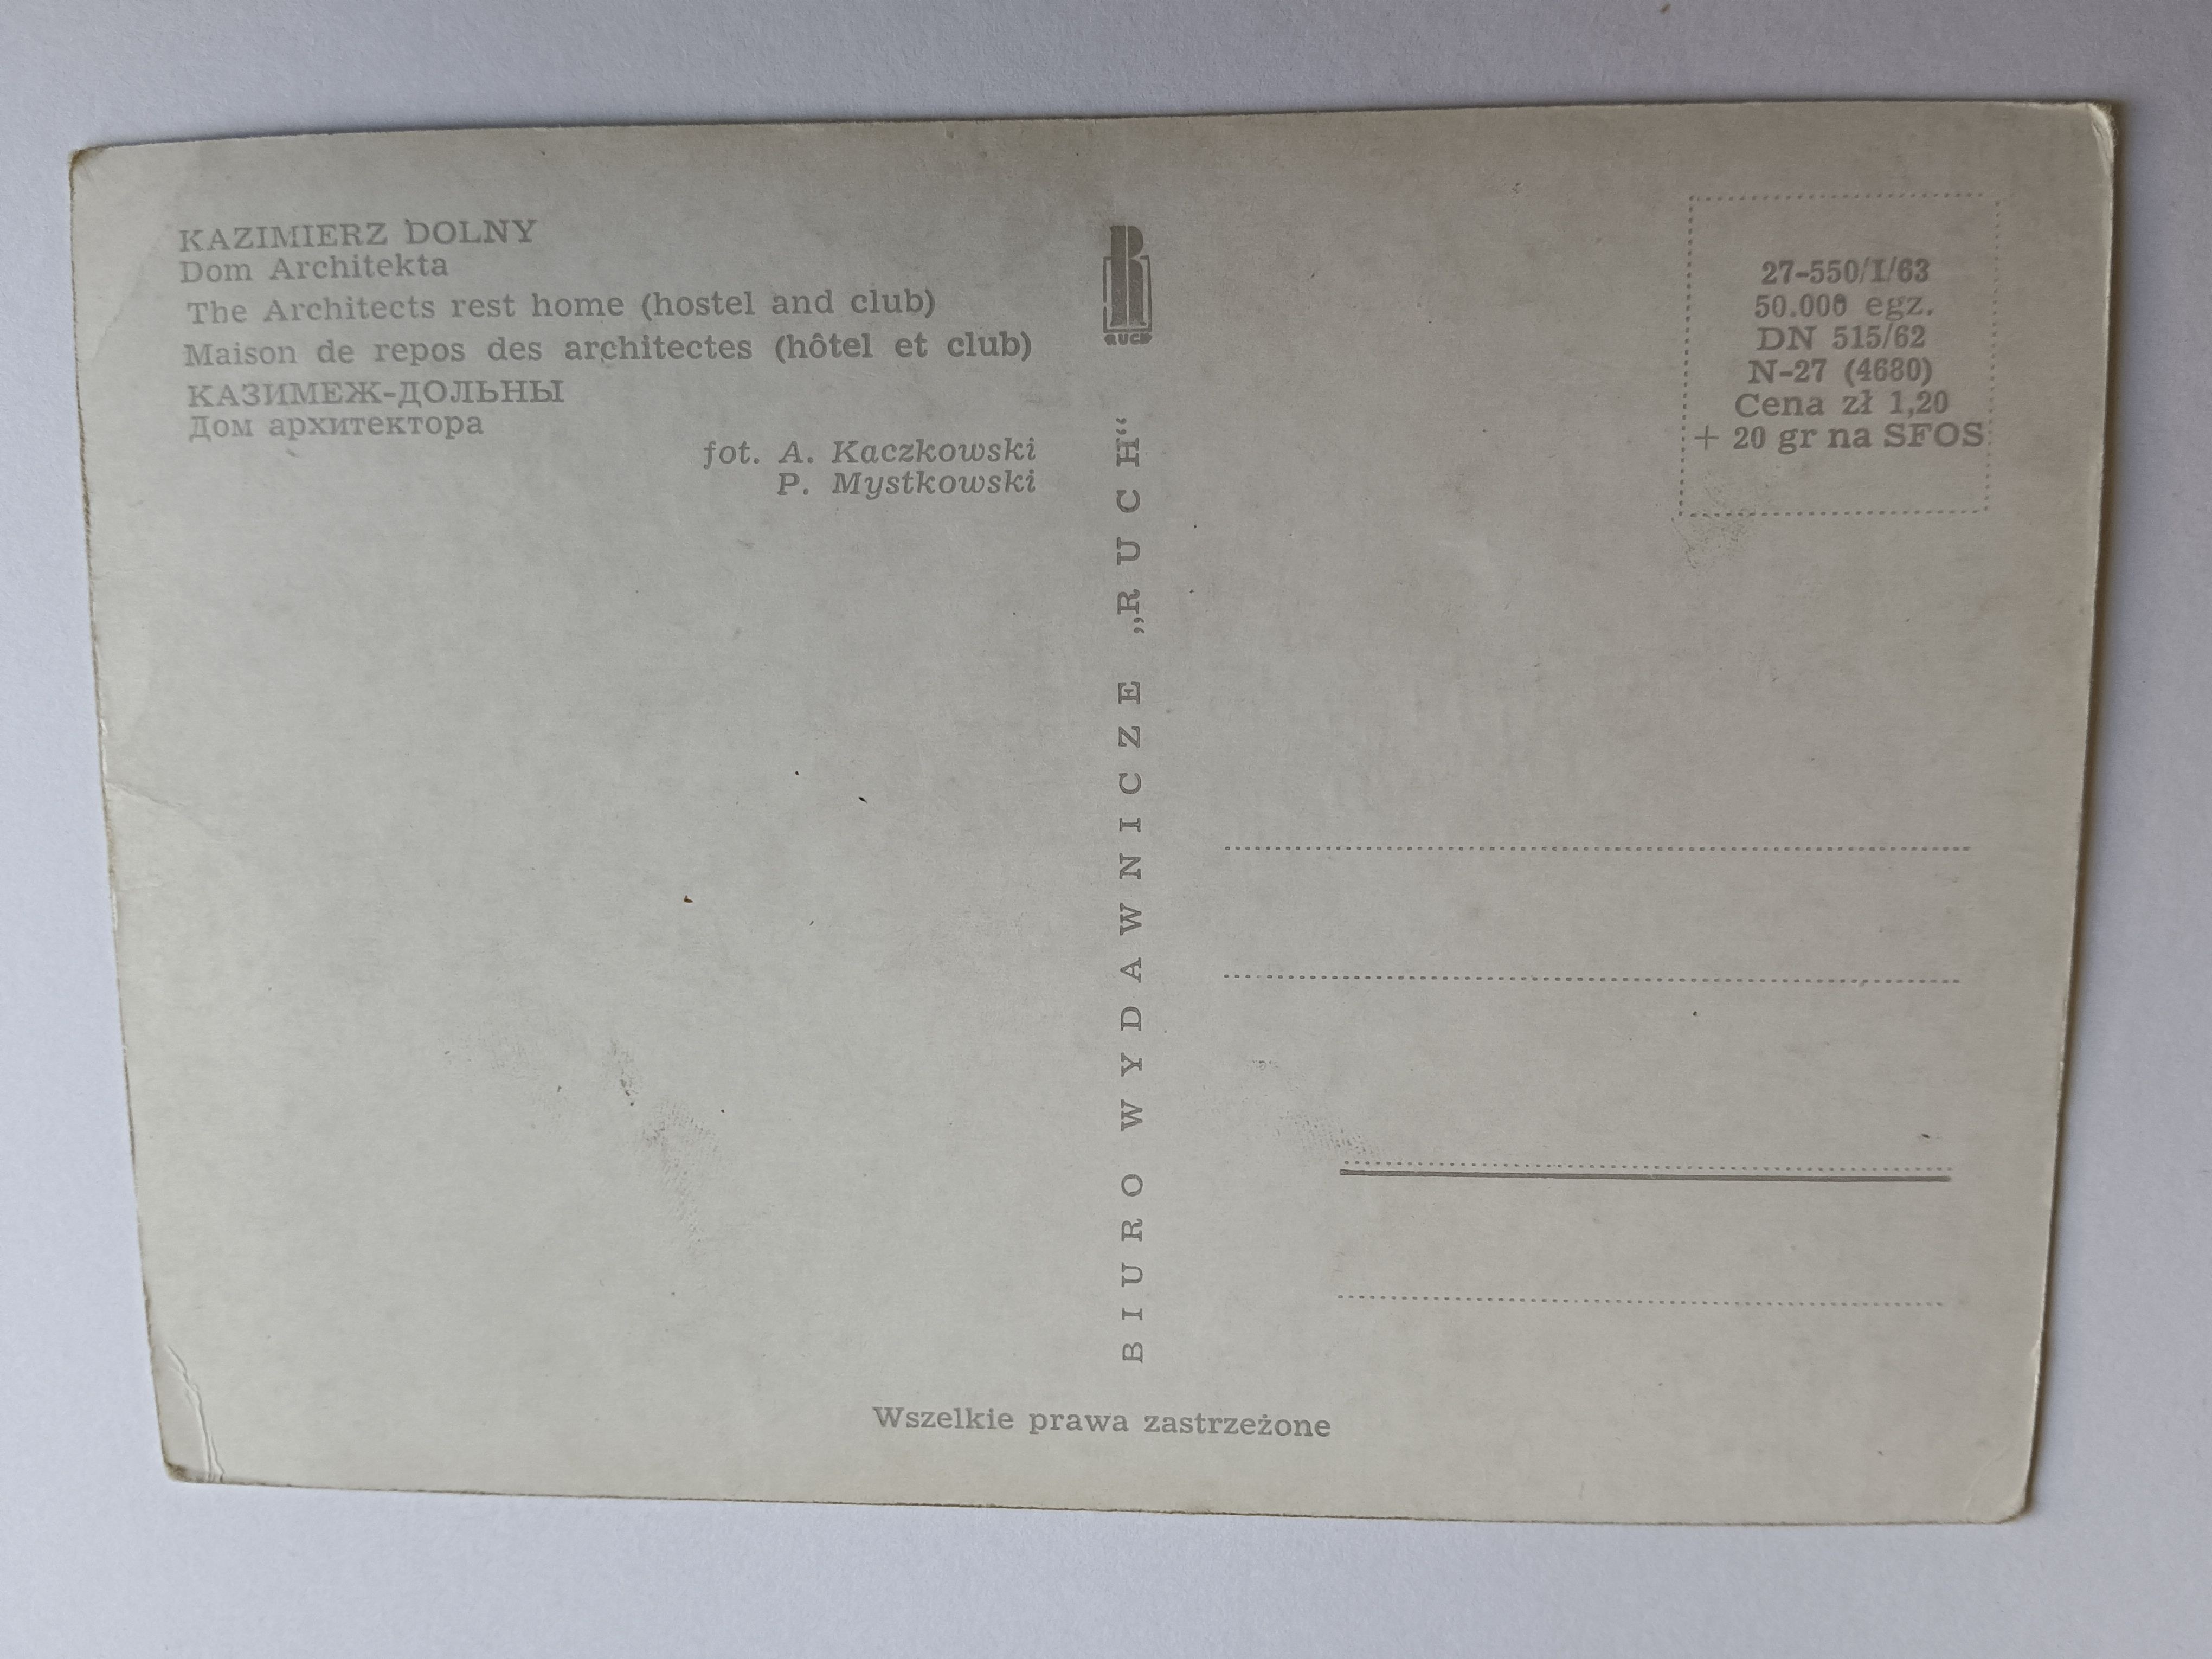 KAZIMIERZ DOLNY
Dom Architekta
The Architects rest home (hostel and club)
Maison de repos des architectes (hôtel et club)
КАЗИМЕЖ-ДОЛЬНЫ
Дом архитектора
fot. A. Kaczkowski
P. Mystkowski
R
RUCH
BIURO WYDAWNICZE „RUCH“
27-550/I/63
50.000 egz.
DN 515/62
N-27 (4680)
Cena zł 1,20
+ 20 gr na SFOS
Wszelkie prawa zastrzeżone